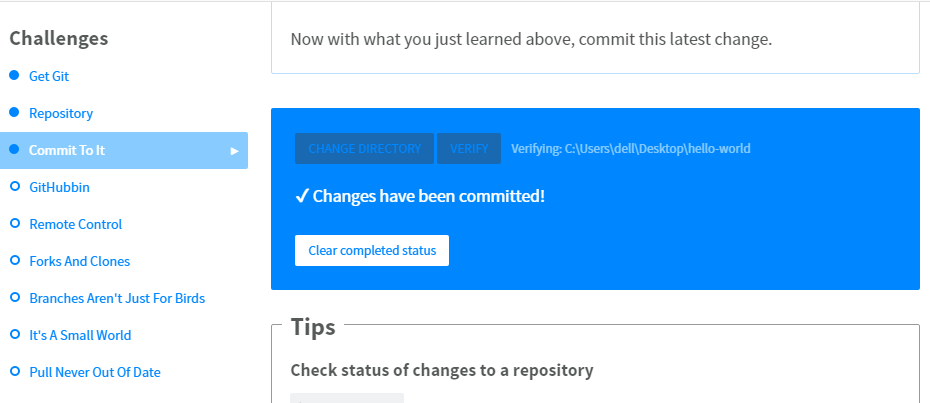 Challenges
Get Git
Repository
Commit To It
GitHubbin
Remote Control
Forks And Clones
Branches Aren't Just For Birds
It's A Small World
Pull Never Out Of Date
Now with what you just learned above, commit this latest change.
CHANGE DIRECTORY VERIFY Verifying: C:\Users\dell\Desktop\hello-world
✓ Changes have been committed!
Clear completed status
Tips
Check status of changes to a repository